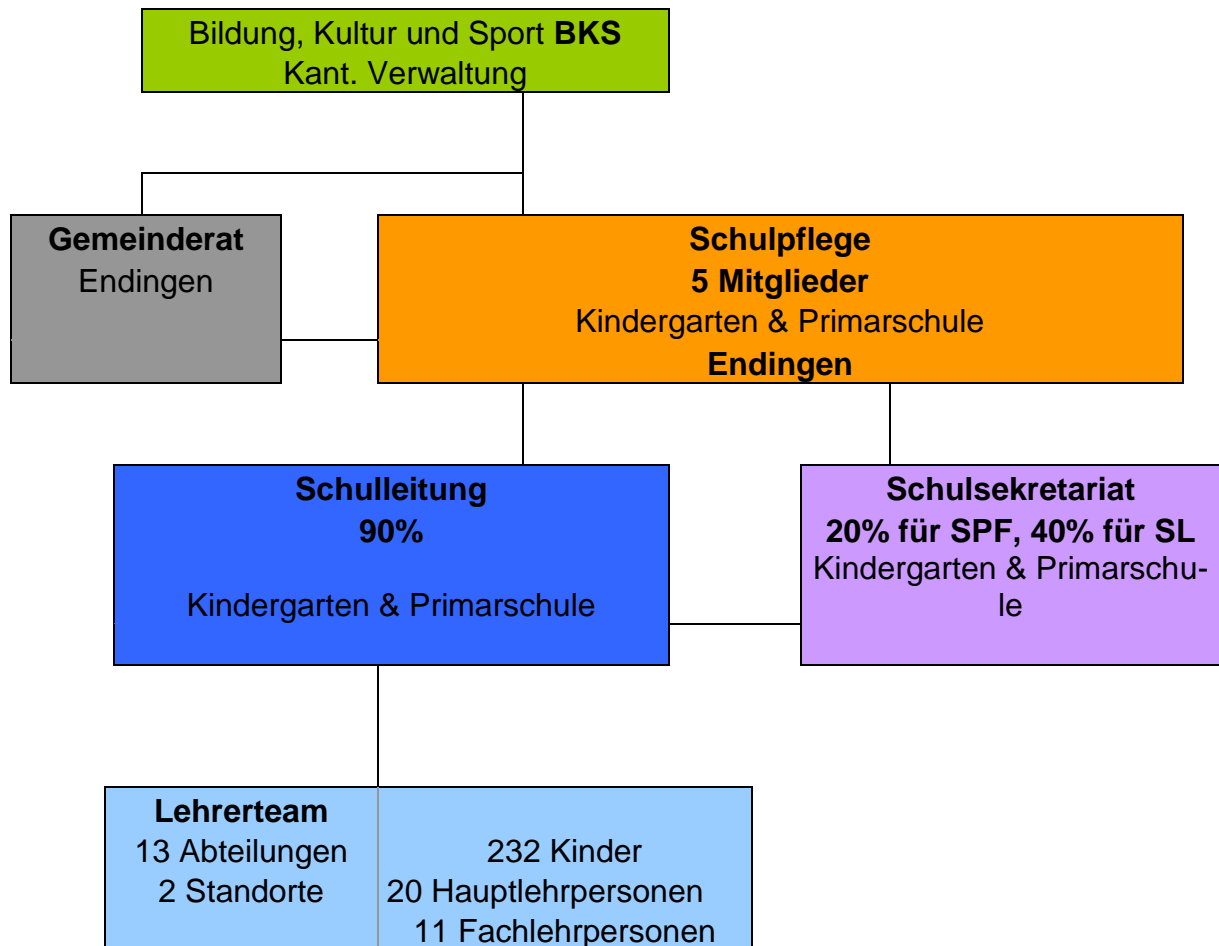 Bildung, Kultur und Sport BKS
Kant. Verwaltung
Gemeinderat
Endingen
Schulpflege
5 Mitglieder
Kindergarten & Primarschule
Endingen
Schulleitung
90%
Kindergarten & Primarschule
Schulsekretariat
20% für SPF, 40% für SL
Kindergarten & Primarschu-
le
Lehrerteam
13 Abteilungen
2 Standorte
232 Kinder
20 Hauptlehrpersonen
11 Fachlehrpersonen